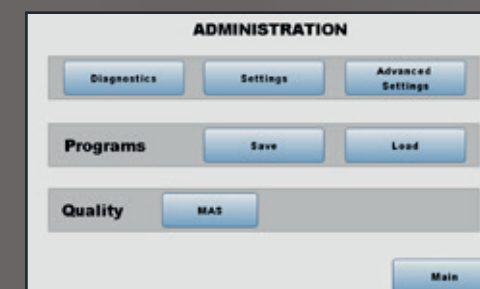 ADMINISTRATION
Diagnostics
Settings
Advanced
Settings
Programs
Save
Load
Quality
MAS
Main